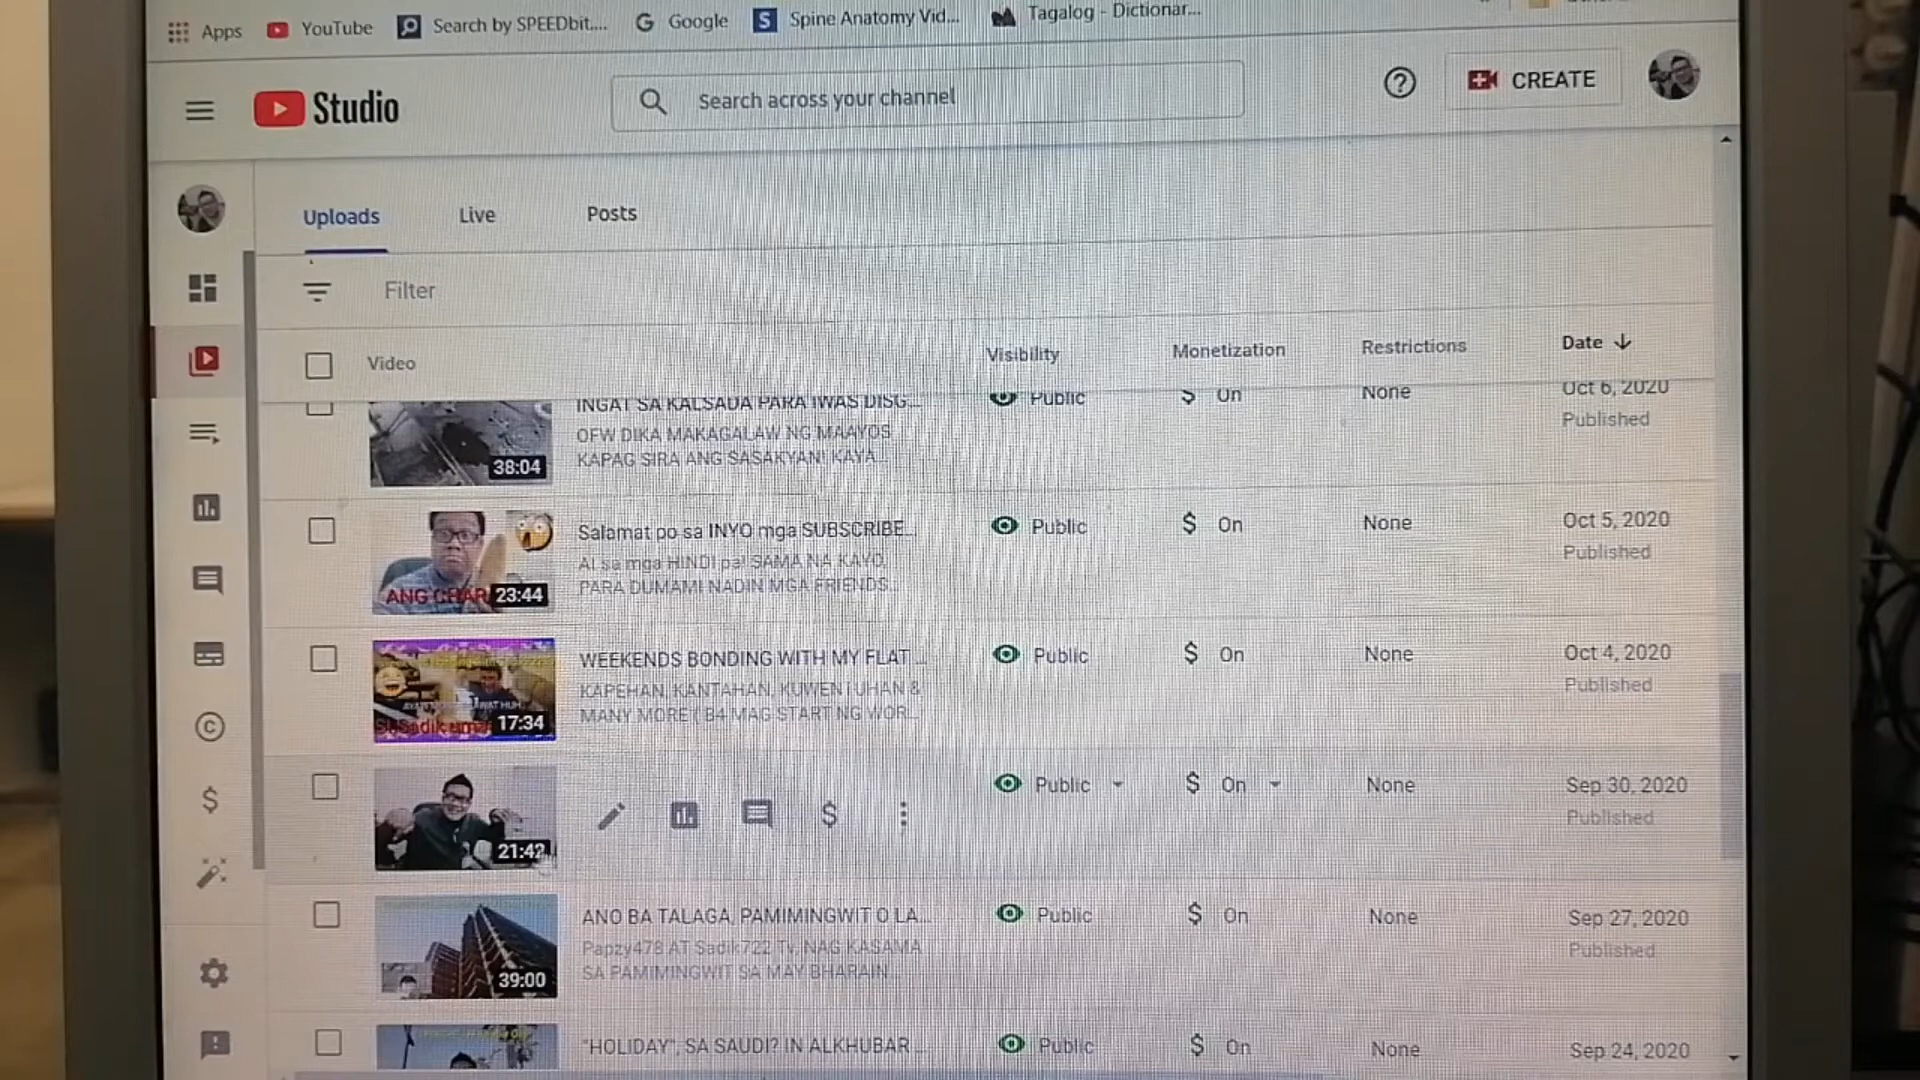 Apps YouTube Search by SPEEDbit.... Google Spine Anatomy Vid... Tagalog - Dictionar...
Studio Search across your channel CREATE
Uploads Live Posts
Filter
Video Visibility Monetization Restrictions Date
INGAT SA KALSADA PARA IWAS DISG... Public On None Oct 6, 2020
OFW DIKA MAKAGALAW NG MAAYOS Published
KAPAG SIRA ANG SASAKYAN! KAYA...
38:04
Salamat po sa INYO mga SUBSCRIBE... Public $ On None Oct 5, 2020
At sa mga HINDI pa! SAMA NA KAYO Published
PARA DUMAMI NADIN MGA FRIENDS...
ANG CHAR 23:44
WEEKENDS BONDING WITH MY FLAT ... Public $ On None Oct 4, 2020
KAPEHAN, KANTAHAN, KUWENTUHAN & Published
MANY MORE ( B4 MAG START NG WOR...
17:34
Public $ On None Sep 30, 2020
$ Published
21:42
ANO BA TALAGA, PAMIMINGWIT O LA... Public $ On None Sep 27, 2020
Papzy478 AT Sadik722 Tv, NAG KASAMA Published
SA PAMIMINGWIT SA MAY BHARAIN...
39:00
"HOLIDAY", SA SAUDI? IN ALKHUBAR ... Public $ On None Sep 24, 2020